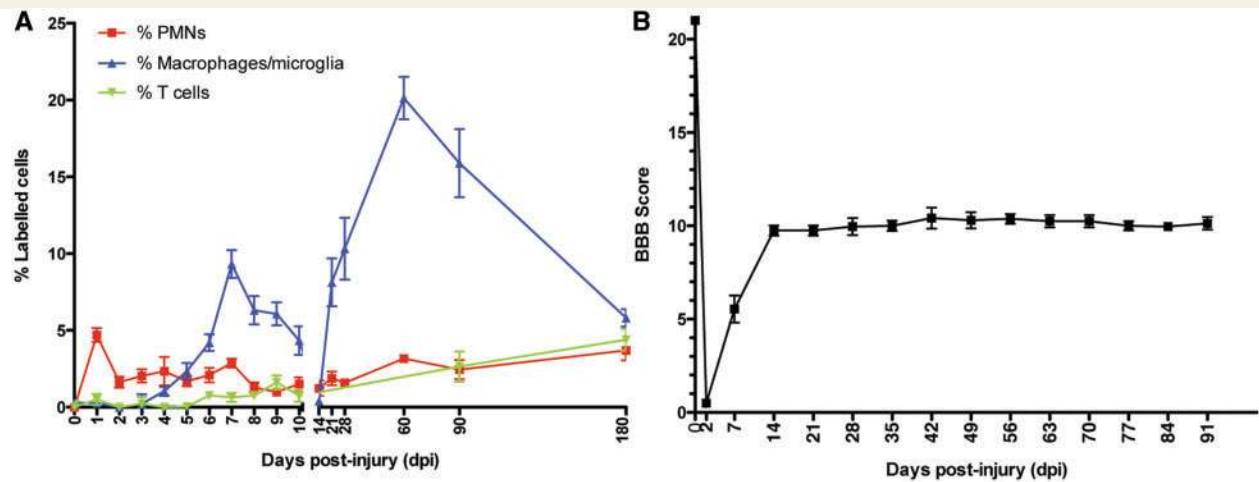 A
% PMNs
% Macrophages/microglia
% T cells
25
20
15
10
5
0
% Labelled cells
0 1 2 3 4 5 6 7 8 9 10 14 21 28 60 90 180
Days post-injury (dpi)
B
20
15
10
5
0
BBB Score
0 2 7 14 21 28 35 42 49 56 63 70 77 84 91
Days post-injury (dpi)